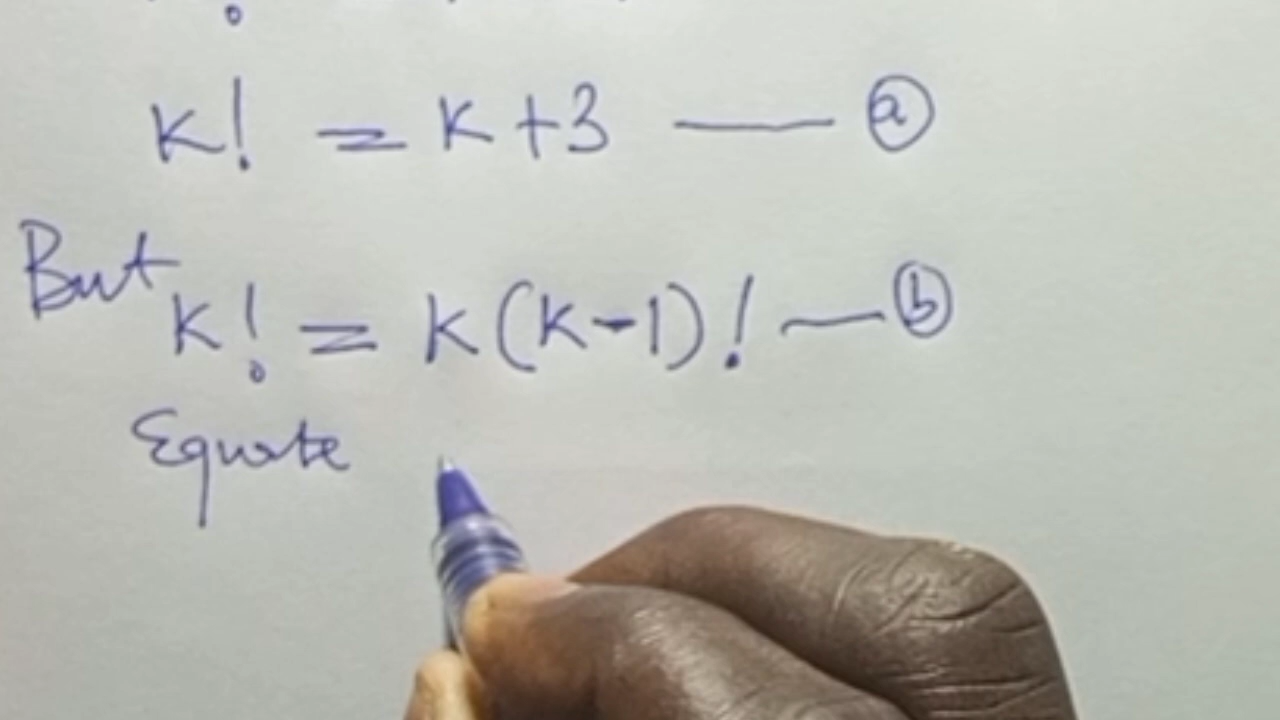 K! = K+3 — (a)
But K! = K(K-1)! — (b)
Equate